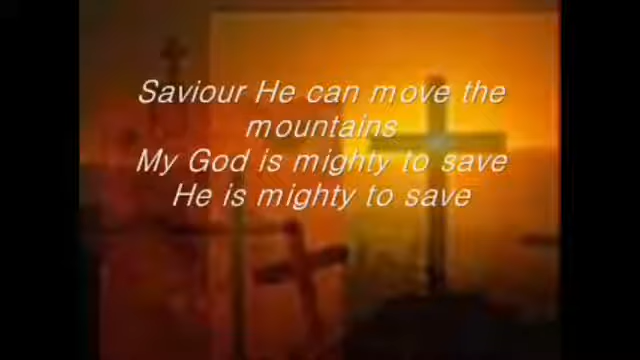 Saviour He can move the
mountains
My God is mighty to save
He is mighty to save